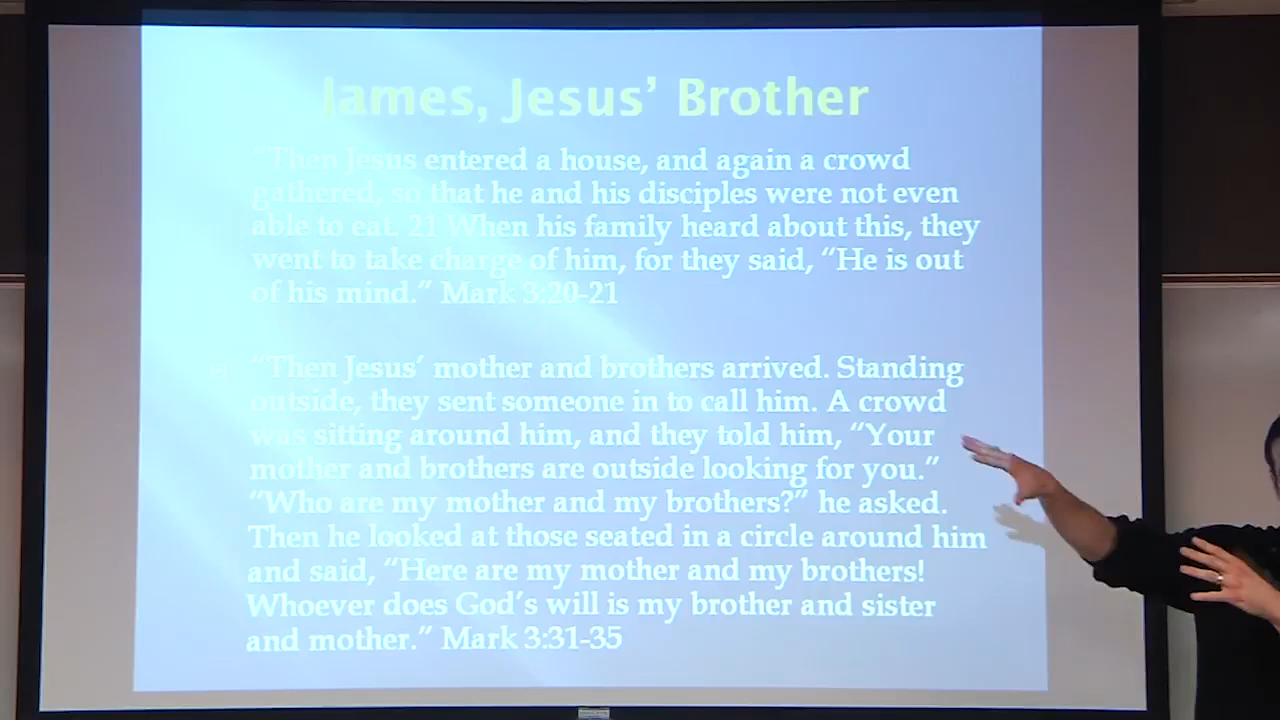 James, Jesus’ Brother
“Then Jesus entered a house, and again a crowd
gathered, so that he and his disciples were not even
able to eat. 21 When his family heard about this, they
went to take charge of him, for they said, “He is out
of his mind.” Mark 3:20-21
“Then Jesus’ mother and brothers arrived. Standing
outside, they sent someone in to call him. A crowd
was sitting around him, and they told him, “Your
mother and brothers are outside looking for you.”
“Who are my mother and my brothers?” he asked.
Then he looked at those seated in a circle around him
and said, “Here are my mother and my brothers!
Whoever does God’s will is my brother and sister
and mother.” Mark 3:31-35